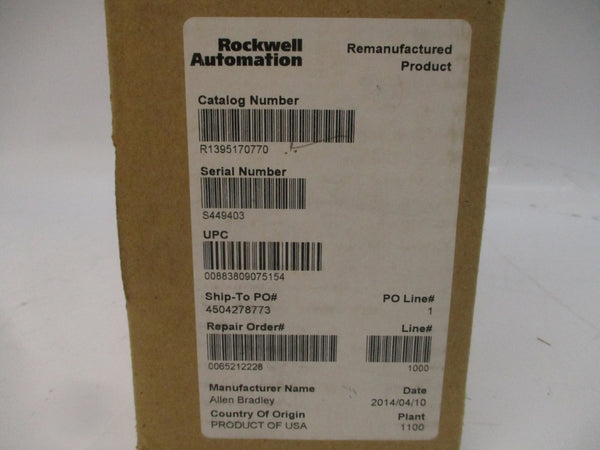 Rockwell
Automation
Remanufactured
Product
Catalog Number
R1395170770
Serial Number
S449403
UPC
00883809075154
Ship-To PO# PO Line#
4504278773 1
Repair Order# Line#
0065212228 1000
Manufacturer Name Date
Allen Bradley 2014/04/10
Country Of Origin Plant
PRODUCT OF USA 1100